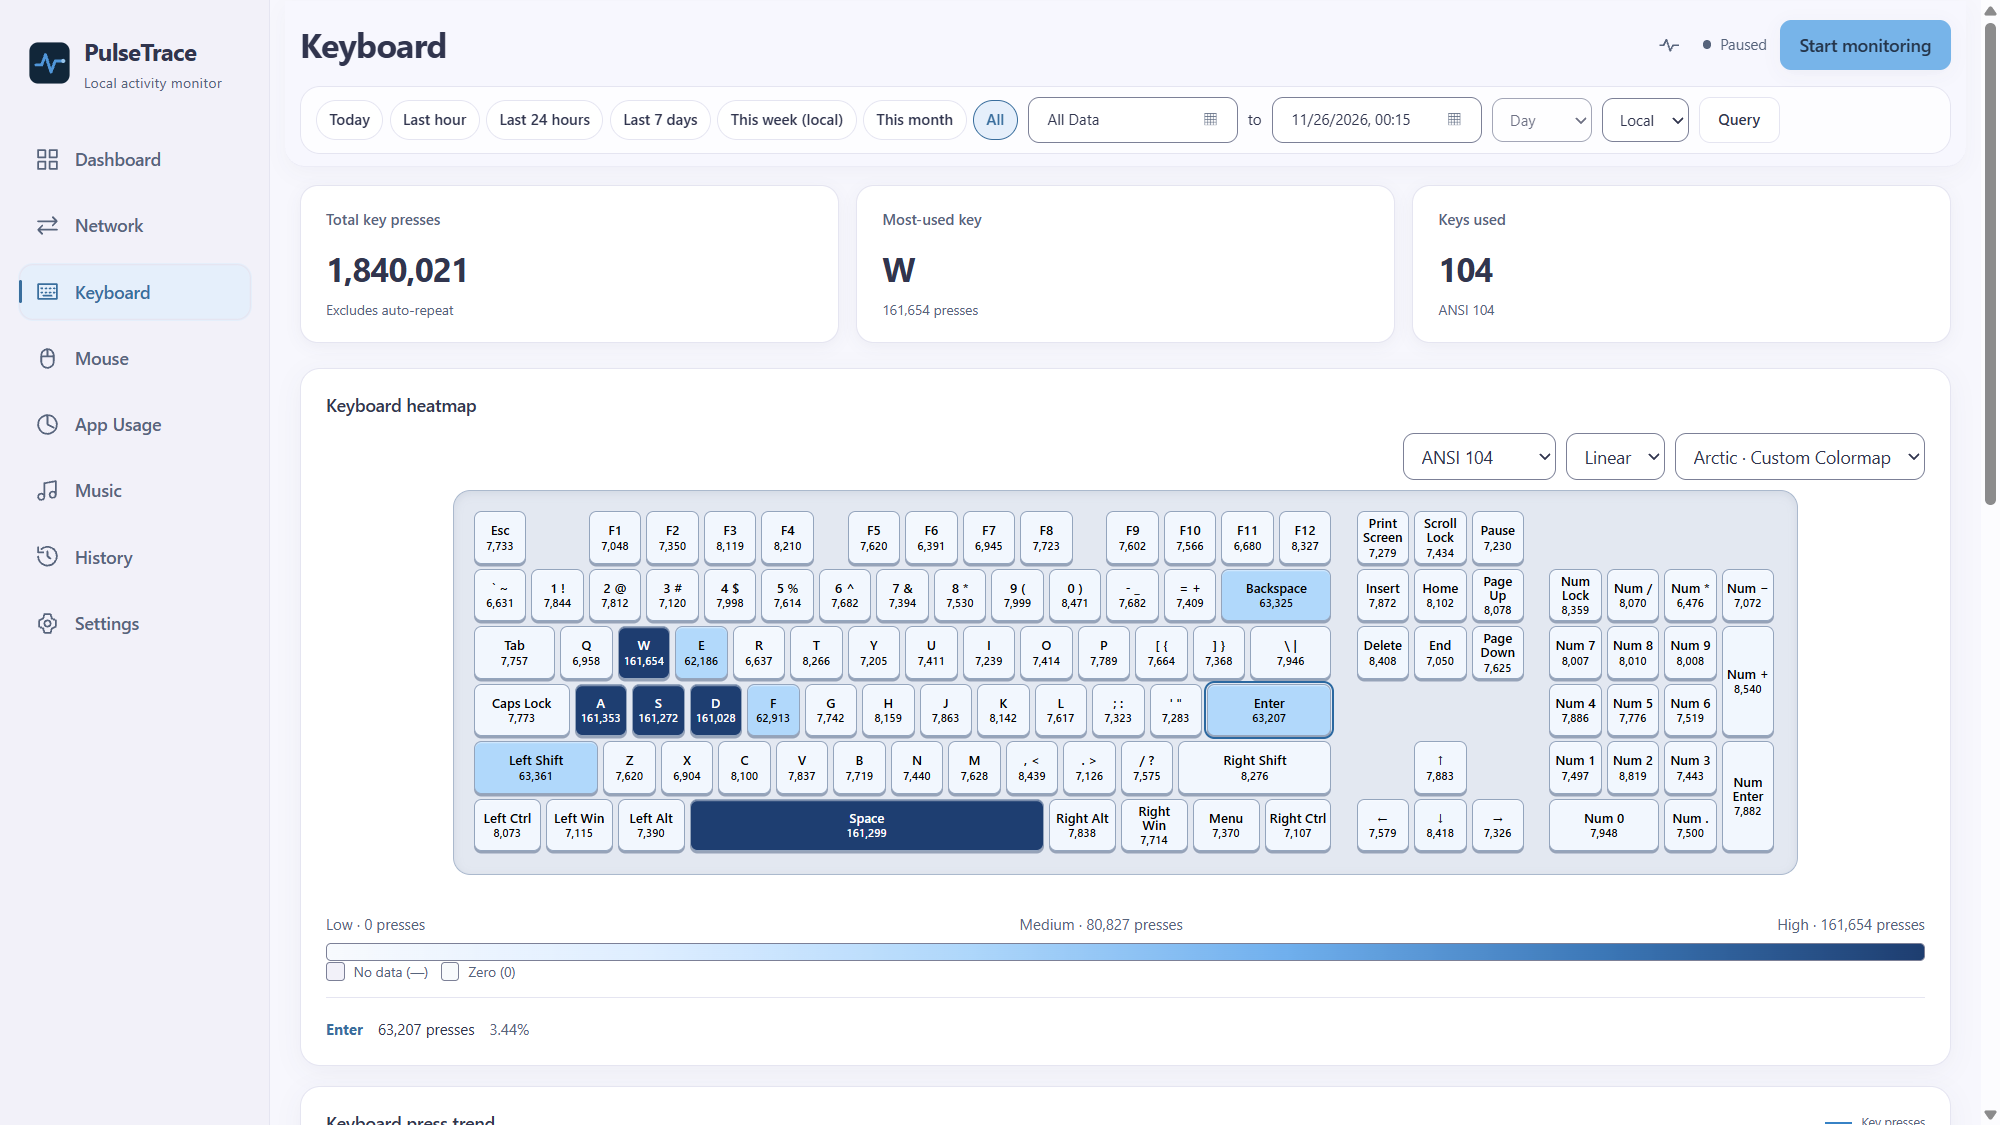 PulseTrace
Local activity monitor
Dashboard
Network
Keyboard
Mouse
App Usage
Music
History
Settings
Keyboard
Paused
Start monitoring
Today
Last hour
Last 24 hours
Last 7 days
This week (local)
This month
All
All Data
to
11/26/2026, 00:15
Day
Local
Query
Total key presses
1,840,021
Excludes auto-repeat
Most-used key
W
161,654 presses
Keys used
104
ANSI 104
Keyboard heatmap
ANSI 104
Linear
Arctic · Custom Colormap
Esc 7,733
F1 7,048
F2 7,350
F3 8,119
F4 8,210
F5 7,620
F6 6,391
F7 6,945
F8 7,723
F9 7,602
F10 7,566
F11 6,680
F12 8,327
Print Screen 7,279
Scroll Lock 7,434
Pause 7,230
` ~ 6,631
1 ! 7,844
2 @ 7,812
3 # 7,120
4 $ 7,998
5 % 7,614
6 ^ 7,682
7 & 7,394
8 * 7,530
9 ( 7,999
0 ) 8,471
- _ 7,682
= + 7,409
Backspace 63,325
Insert 7,872
Home 8,102
Page Up 8,078
Num Lock 8,359
Num / 8,070
Num * 6,476
Num − 7,072
Tab 7,757
Q 6,958
W 161,654
E 62,186
R 6,637
T 8,266
Y 7,205
U 7,411
I 7,239
O 7,414
P 7,789
[ { 7,664
] } 7,368
\ | 7,946
Delete 8,408
End 7,050
Page Down 7,625
Num 7 8,007
Num 8 8,010
Num 9 8,008
Num + 8,540
Caps Lock 7,773
A 161,353
S 161,272
D 161,028
F 62,913
G 7,742
H 8,159
J 7,863
K 8,142
L 7,617
; : 7,323
' " 7,283
Enter 63,207
Num 4 7,886
Num 5 7,776
Num 6 7,519
Left Shift 63,361
Z 7,620
X 6,904
C 8,100
V 7,837
B 7,719
N 7,440
M 7,628
, < 8,439
. > 7,126
/ ? 7,575
Right Shift 8,276
↑ 7,883
Num 1 7,497
Num 2 8,819
Num 3 7,443
Num Enter 7,882
Left Ctrl 8,073
Left Win 7,115
Left Alt 7,390
Space 161,299
Right Alt 7,838
Right Win 7,714
Menu 7,370
Right Ctrl 7,107
← 7,579
↓ 8,418
→ 7,326
Num 0 7,948
Num . 7,500
Low · 0 presses
Medium · 80,827 presses
High · 161,654 presses
No data (—)
Zero (0)
Enter 63,207 presses 3.44%
Keyboard press trend
Key presses